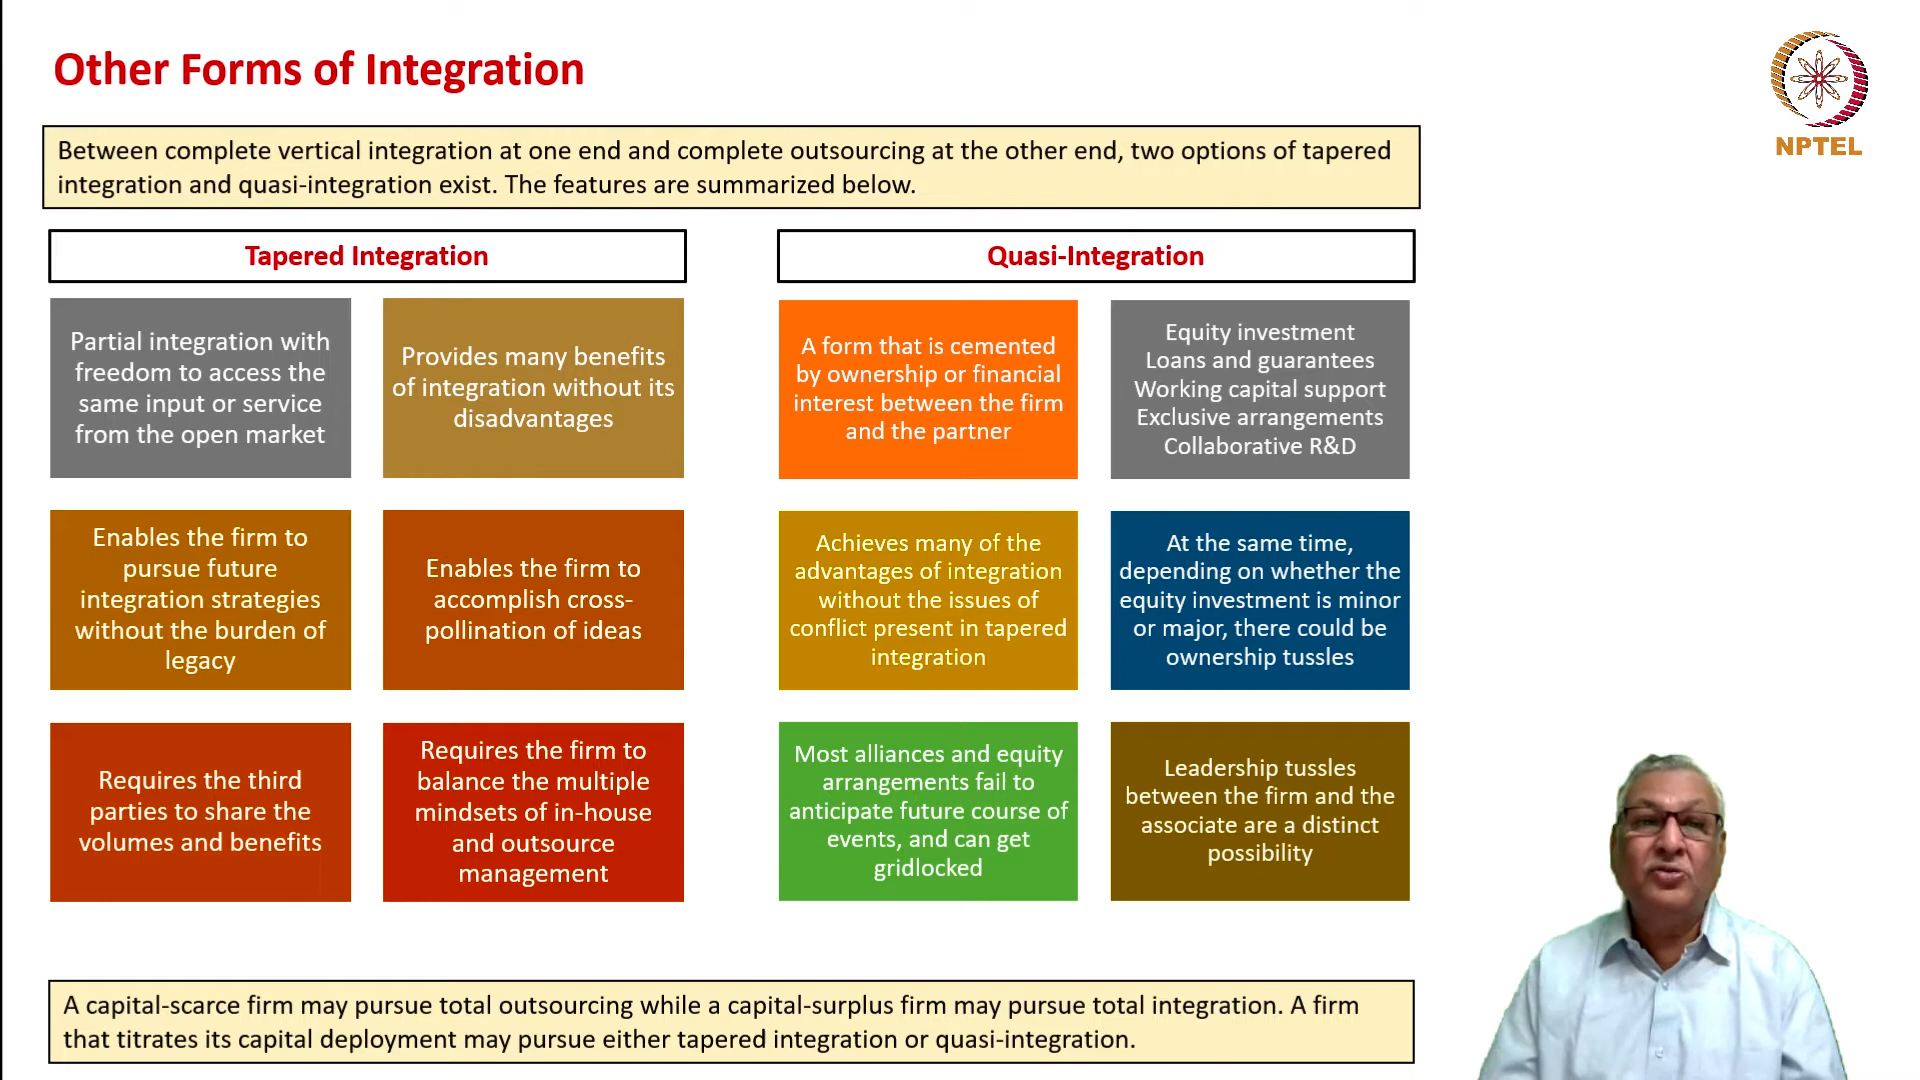 Other Forms of Integration
NPTEL
Between complete vertical integration at one end and complete outsourcing at the other end, two options of tapered
integration and quasi-integration exist. The features are summarized below.
Tapered Integration
Partial integration with
freedom to access the
same input or service
from the open market
Provides many benefits
of integration without its
disadvantages
Enables the firm to
pursue future
integration strategies
without the burden of
legacy
Enables the firm to
accomplish cross-
pollination of ideas
Requires the third
parties to share the
volumes and benefits
Requires the firm to
balance the multiple
mindsets of in-house
and outsource
management
Quasi-Integration
A form that is cemented
by ownership or financial
interest between the firm
and the partner
Equity investment
Loans and guarantees
Working capital support
Exclusive arrangements
Collaborative R&D
Achieves many of the
advantages of integration
without the issues of
conflict present in tapered
integration
At the same time,
depending on whether the
equity investment is minor
or major, there could be
ownership tussles
Most alliances and equity
arrangements fail to
anticipate future course of
events, and can get
gridlocked
Leadership tussles
between the firm and the
associate are a distinct
possibility
A capital-scarce firm may pursue total outsourcing while a capital-surplus firm may pursue total integration. A firm
that titrates its capital deployment may pursue either tapered integration or quasi-integration.